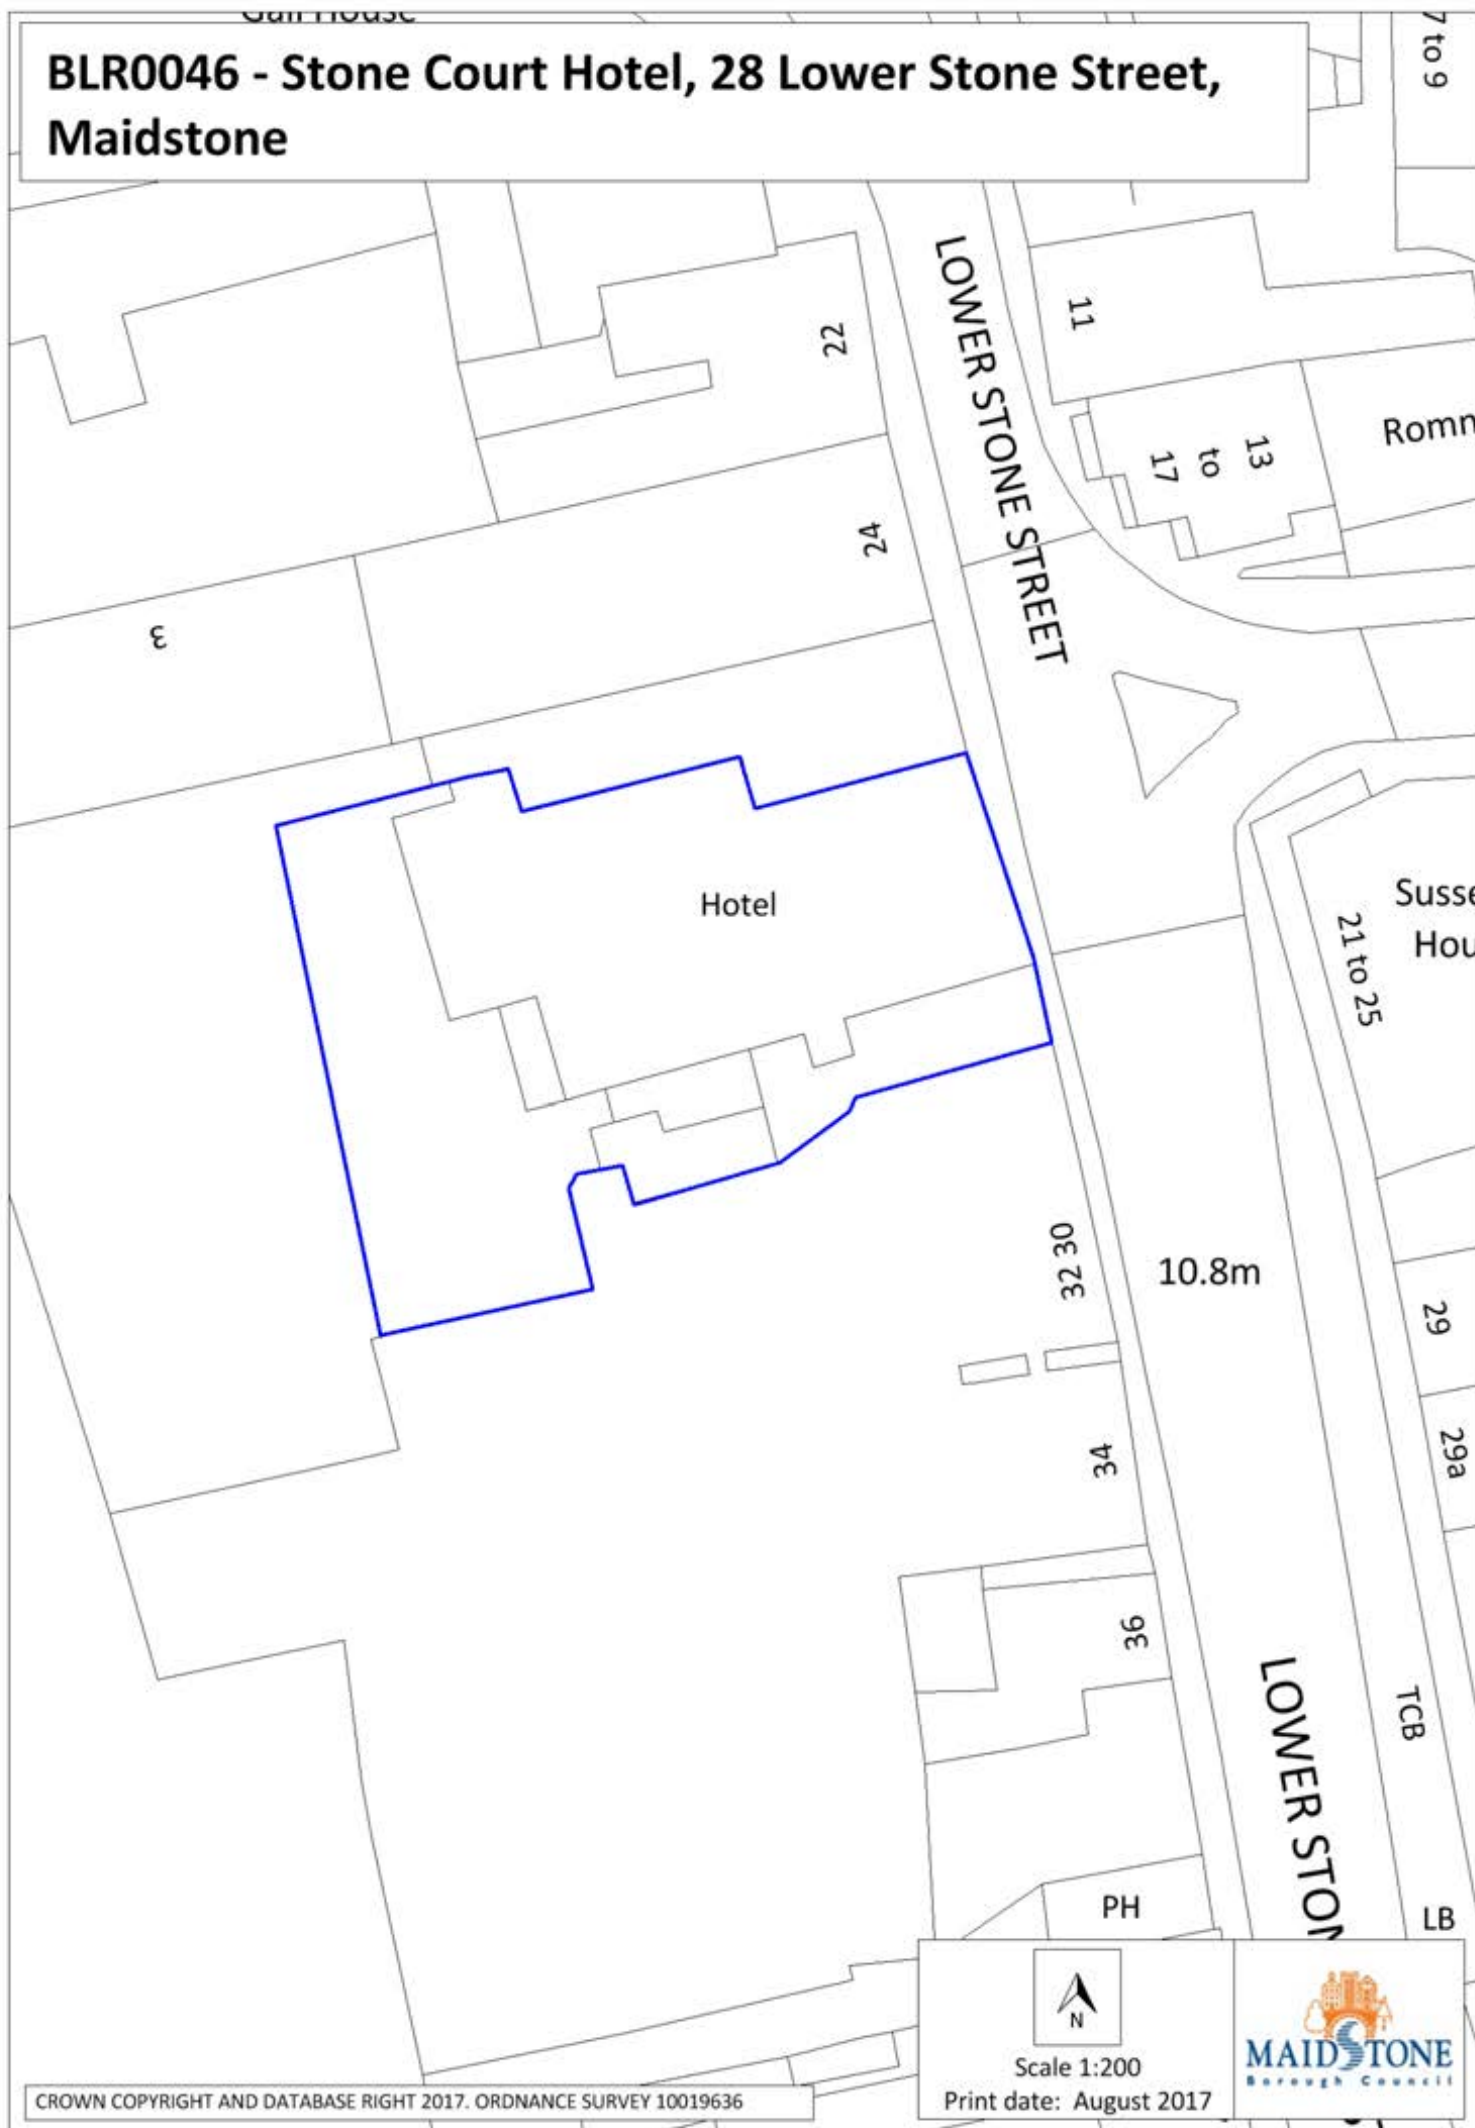 BLR0046 - Stone Court Hotel, 28 Lower Stone Street,
Maidstone
7 to 9
LOWER STONE STREET
11
22
13
to
17
Romn
24
3
Hotel
Susse
Hou
21 to 25
30
32
10.8m
29
29a
34
36
LOWER STON
TCB
PH
LB
N
Scale 1:200
Print date: August 2017
MAIDSTONE
Borough Council
CROWN COPYRIGHT AND DATABASE RIGHT 2017. ORDNANCE SURVEY 10019636